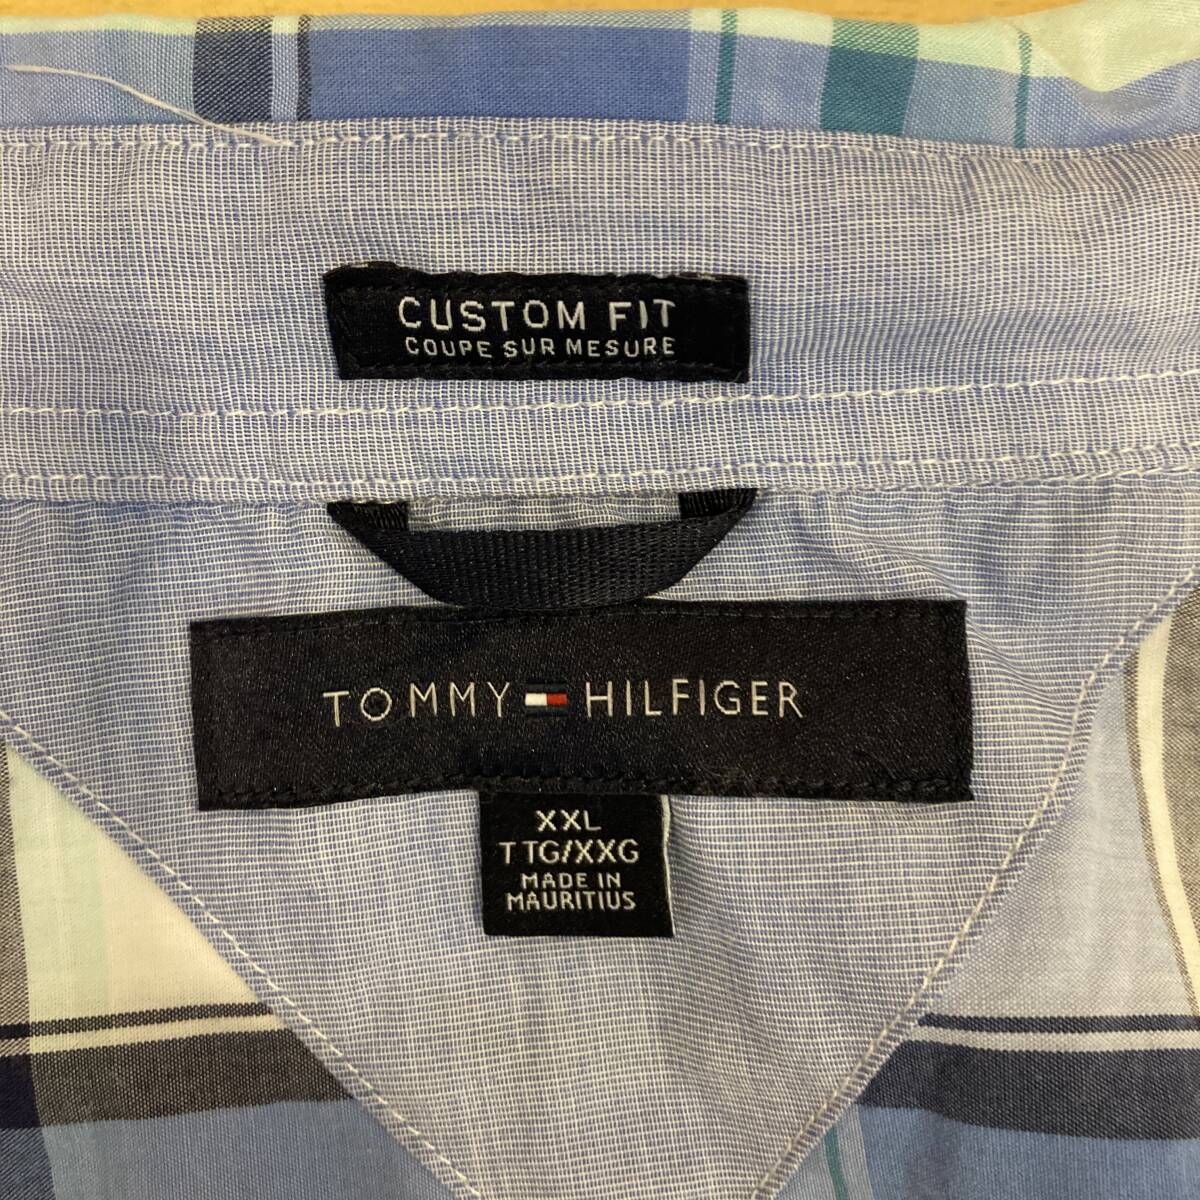 CUSTOM FIT
COUPE SUR MESURE
TOMMY HILFIGER
XXL
TTG/XXG
MADE IN
MAURITIUS